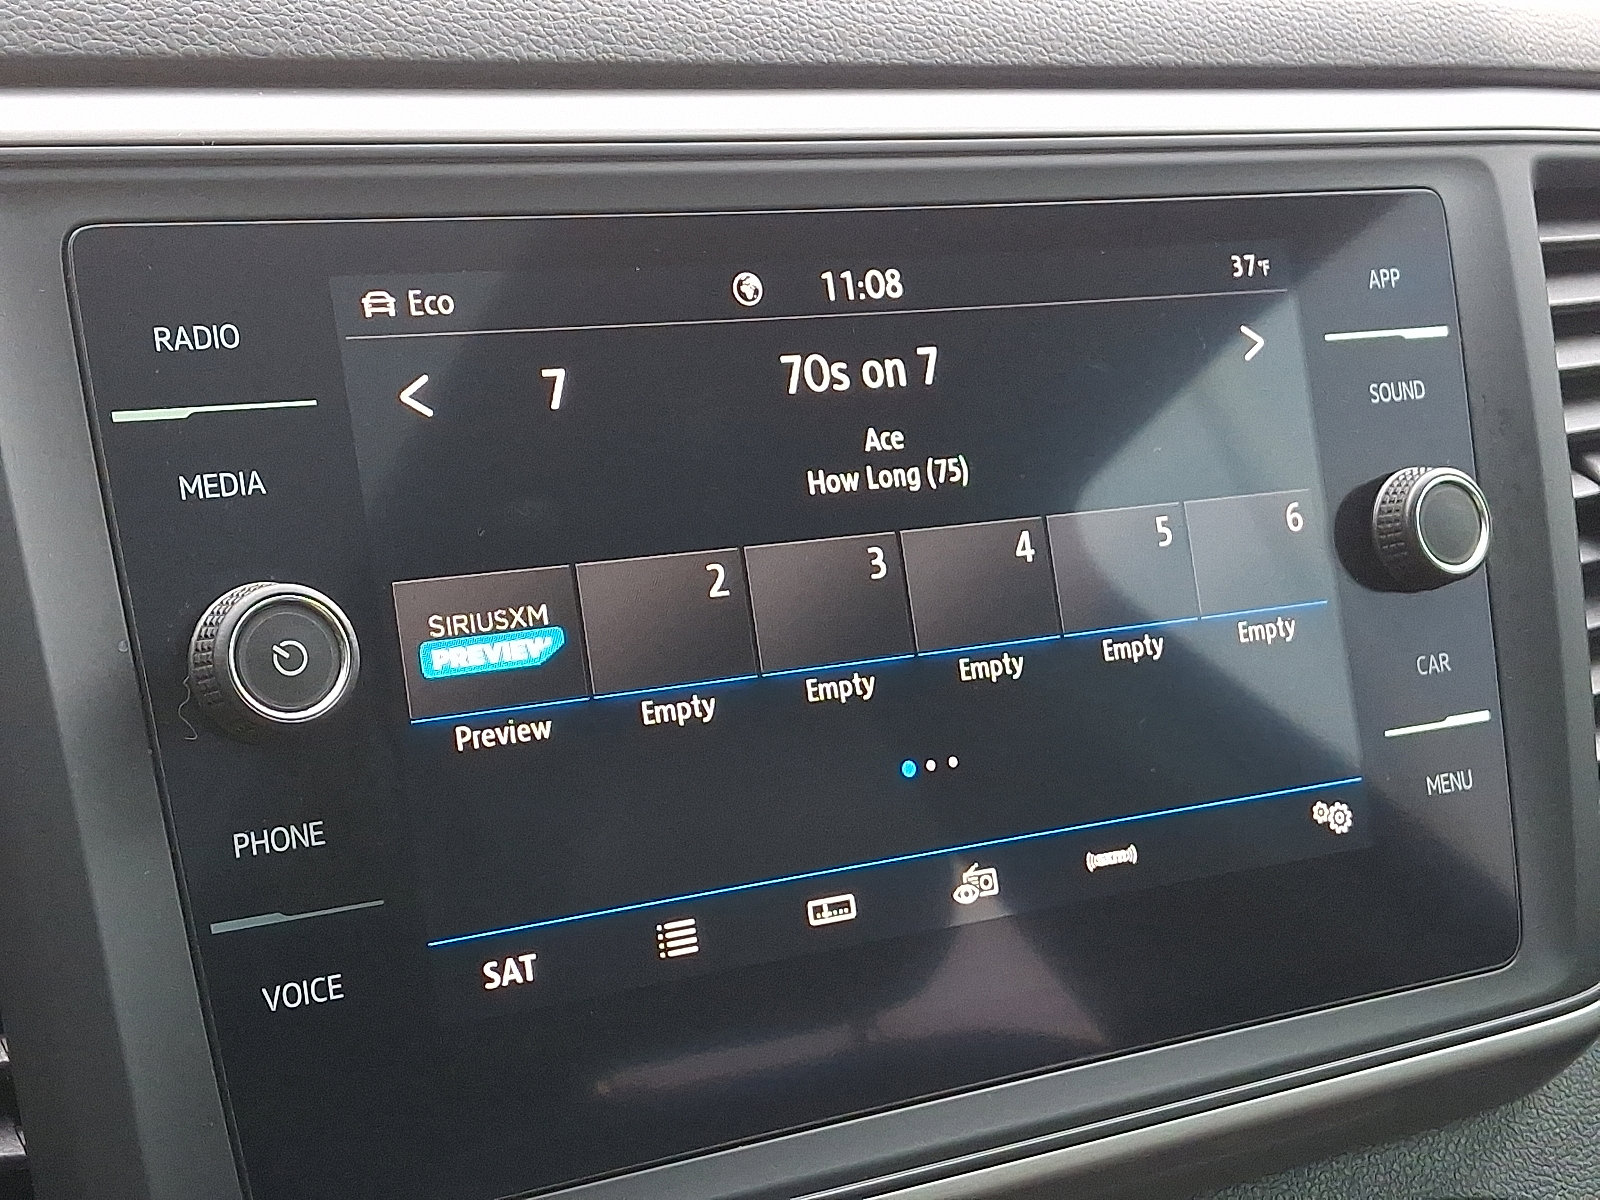 Eco
11:08
37°F
RADIO
MEDIA
PHONE
VOICE
7
70s on 7
Ace
How Long (75)
SIRIUSXM
PREVIEW
2
3
4
5
6
Preview
Empty
Empty
Empty
Empty
Empty
SAT
APP
SOUND
CAR
MENU